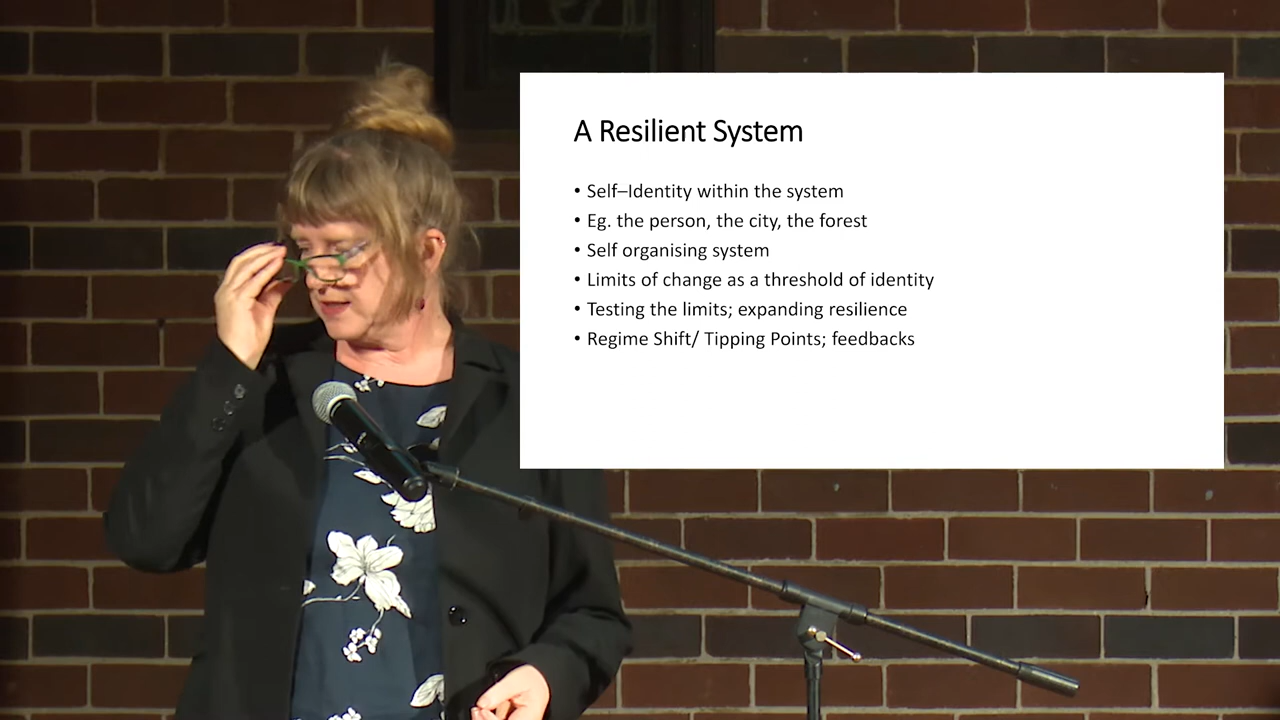 A Resilient System
• Self–Identity within the system
• Eg. the person, the city, the forest
• Self organising system
• Limits of change as a threshold of identity
• Testing the limits; expanding resilience
• Regime Shift/ Tipping Points; feedbacks